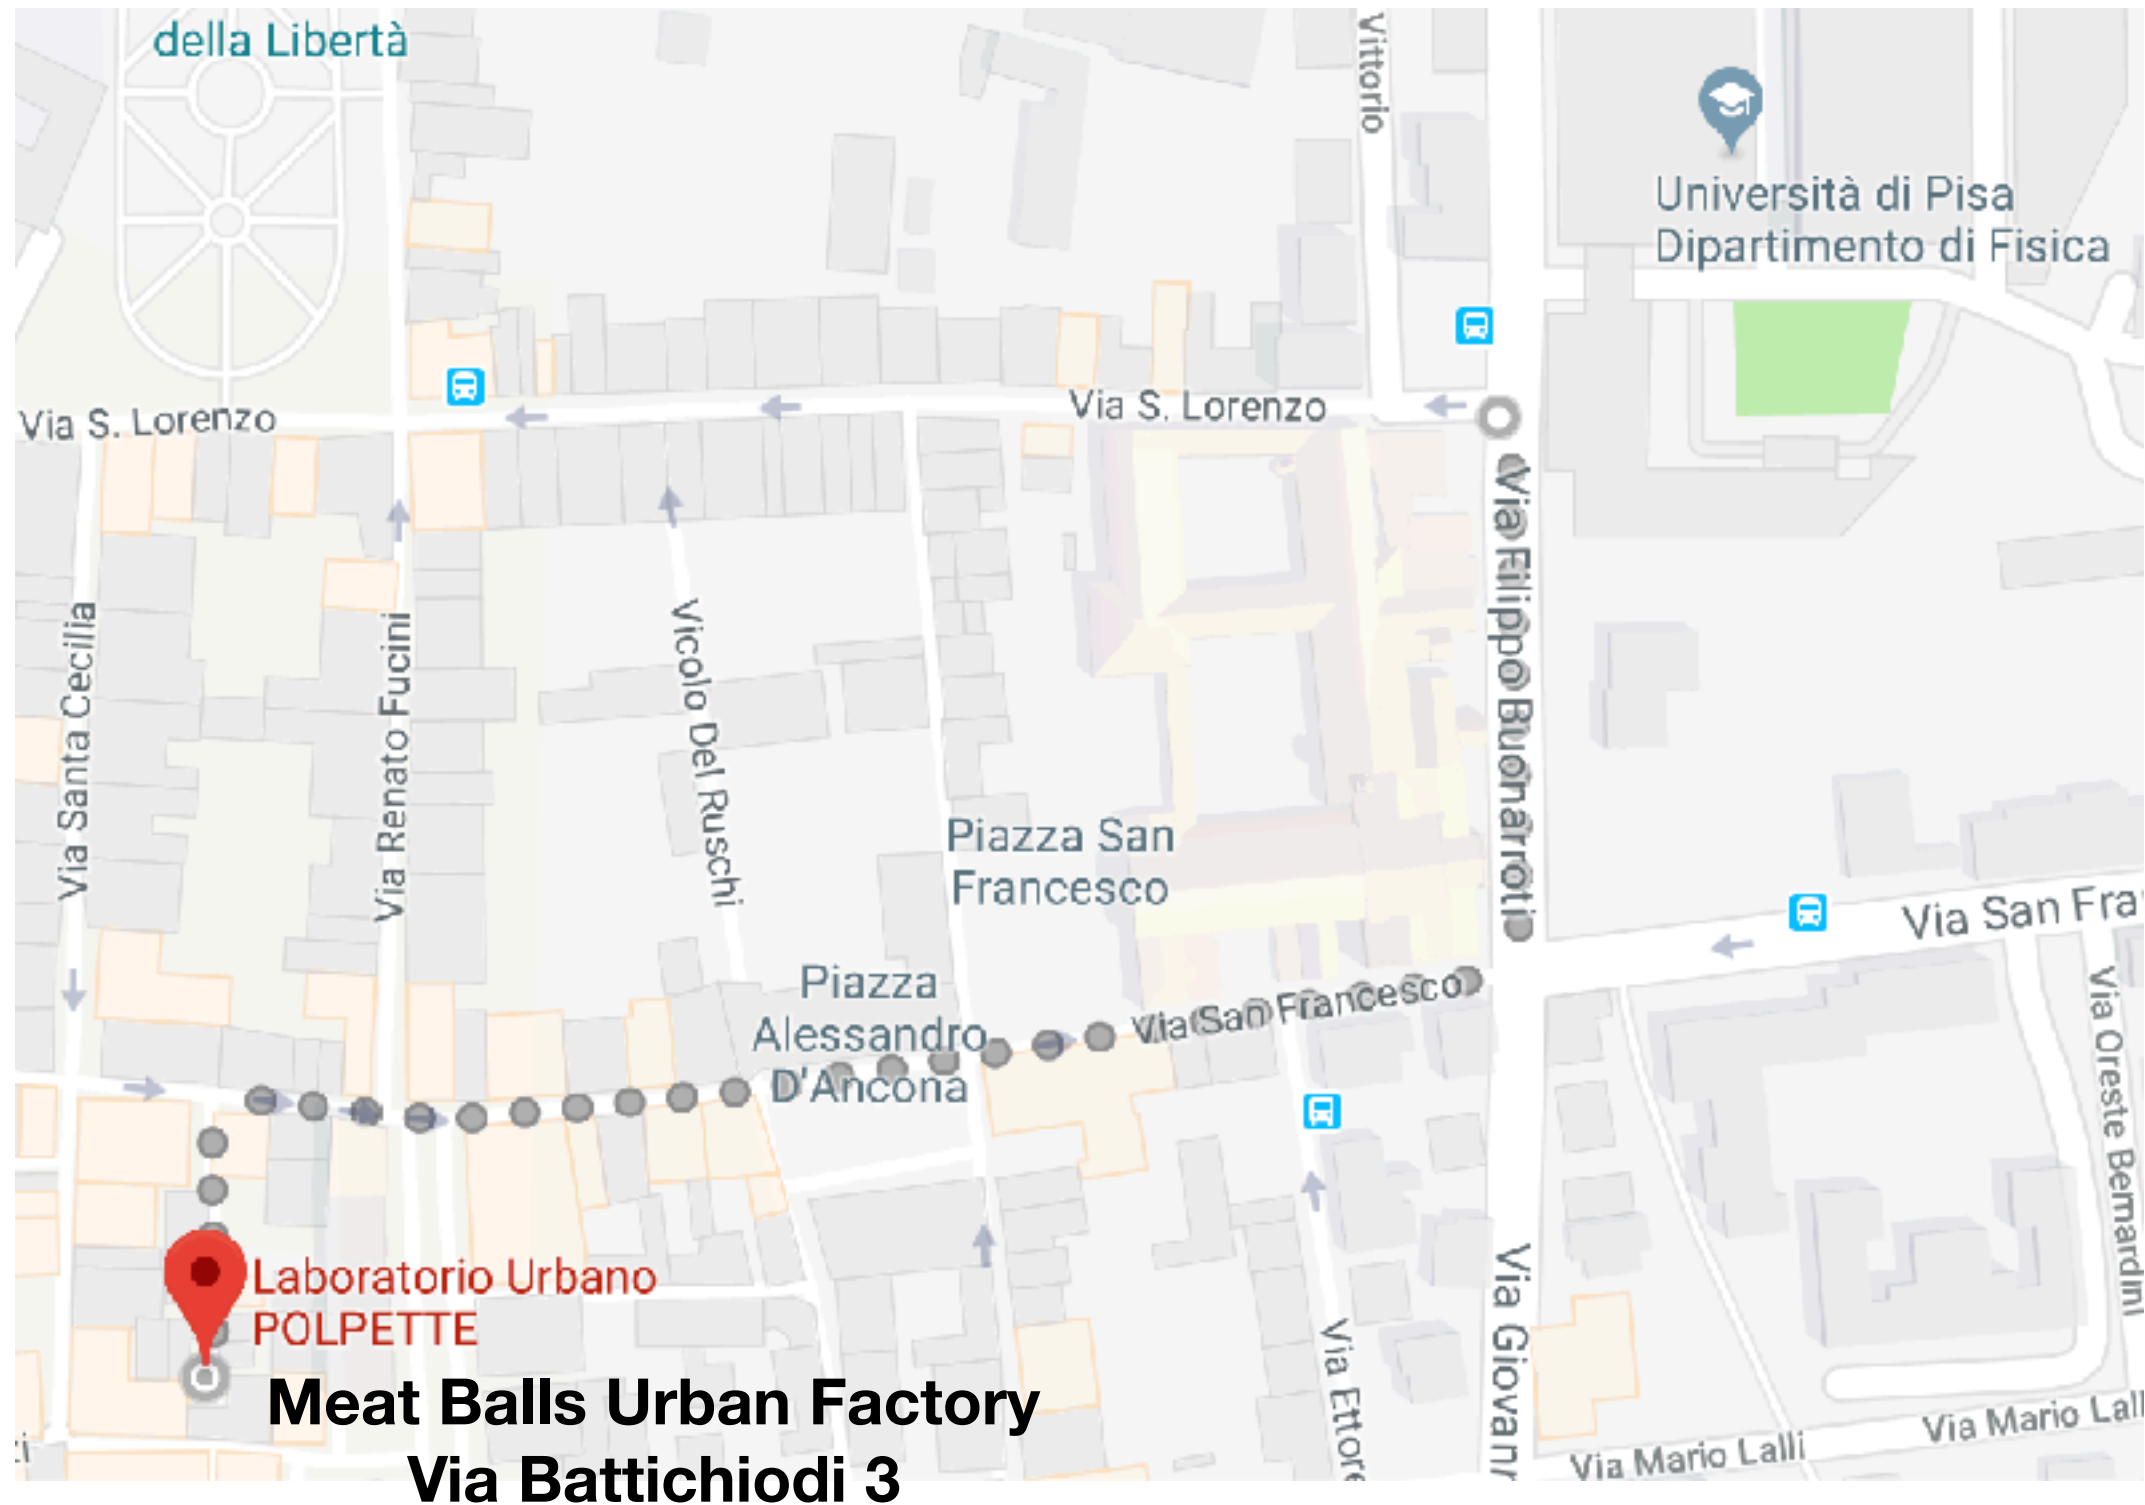 della Libertà
Vittorio
Università di Pisa
Dipartimento di Fisica
Via S. Lorenzo
Via S. Lorenzo
Via Filippo Buonarroti
Via Santa Cecilia
Via Renato Fucini
Vicolo Del Ruschi
Piazza San
Francesco
Via San Fra
Piazza
Alessandro
D'Ancona
Via San Francesco
Via Oreste Bernardini
Laboratorio Urbano
POLPETTE
Via Giovann
Via Ettore
Meat Balls Urban Factory
Via Battichiodi 3
Via Mario Lalli
Via Mario Lall